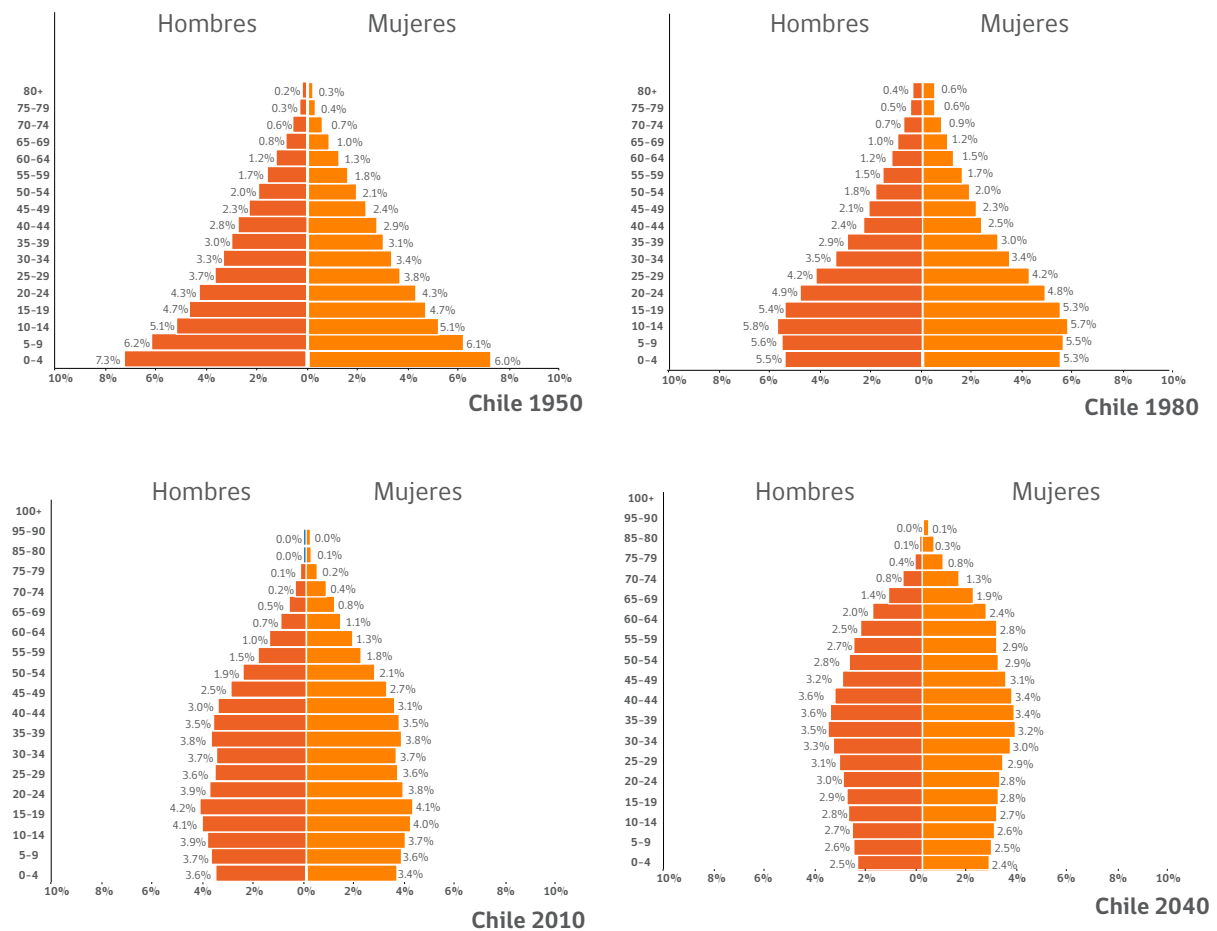 Hombres Mujeres
80+ 0.2% 0.3%
75-79 0.3% 0.4%
70-74 0.6% 0.7%
65-69 0.8% 1.0%
60-64 1.2% 1.3%
55-59 1.7% 1.8%
50-54 2.0% 2.1%
45-49 2.3% 2.4%
40-44 2.8% 2.9%
35-39 3.0% 3.1%
30-34 3.3% 3.4%
25-29 3.7% 3.8%
20-24 4.3% 4.3%
15-19 4.7% 4.7%
10-14 5.1% 5.1%
5-9 6.2% 6.1%
0-4 7.3% 6.0%
10% 6% 6% 2% 0% 2% 4% 6% 8% 10%
Chile 1950
Hombres Mujeres
80+ 0.4% 0.6%
75-79 0.5% 0.6%
70-74 0.7% 0.9%
65-69 1.0% 1.2%
60-64 1.2% 1.5%
55-59 1.5% 1.7%
50-54 1.8% 2.0%
45-49 2.1% 2.3%
40-44 2.4% 2.5%
35-39 2.9% 3.0%
30-34 3.5% 3.4%
25-29 4.2% 4.2%
20-24 4.9% 4.8%
15-19 5.4% 5.3%
10-14 5.8% 5.7%
5-9 5.6% 5.5%
0-4 5.5% 5.3%
10% 6% 4% 2% 0% 2% 4% 6% 8% 10%
Chile 1980
Hombres Mujeres
100+
95-90 0.0% 0.0%
85-80 0.0% 0.1%
75-79 0.1% 0.2%
70-74 0.2% 0.4%
65-69 0.5% 0.8%
60-64 0.7% 1.1%
1.0% 1.3%
55-59 1.5% 1.8%
50-54 1.9% 2.1%
45-49 2.5% 2.7%
40-44 3.0% 3.1%
3.5% 3.5%
35-39 3.8% 3.8%
30-34 3.7% 3.7%
25-29 3.6% 3.6%
20-24 3.9% 3.8%
15-19 4.2% 4.1%
10-14 4.1% 4.0%
3.9% 3.7%
5-9 3.7% 3.6%
0-4 3.6% 3.4%
10% 6% 4% 2% 0% 2% 4% 6% 8% 10%
Chile 2010
Hombres Mujeres
100+
95-90 0.0% 0.1%
85-80 0.1% 0.3%
75-79 0.4% 0.8%
70-74 0.8% 1.3%
65-69 1.4% 1.9%
60-64 2.0% 2.4%
2.5% 2.8%
55-59 2.7% 2.9%
50-54 2.8% 2.9%
45-49 3.2% 3.1%
40-44 3.6% 3.4%
35-39 3.6% 3.4%
3.5% 3.2%
30-34 3.3% 3.0%
25-29 3.1% 2.9%
20-24 3.0% 2.8%
15-19 2.9% 2.8%
10-14 2.8% 2.7%
2.7% 2.6%
5-9 2.6% 2.5%
0-4 2.5% 2.4%
10% 6% 4% 2% 0% 2% 4% 6% 8% 10%
Chile 2040